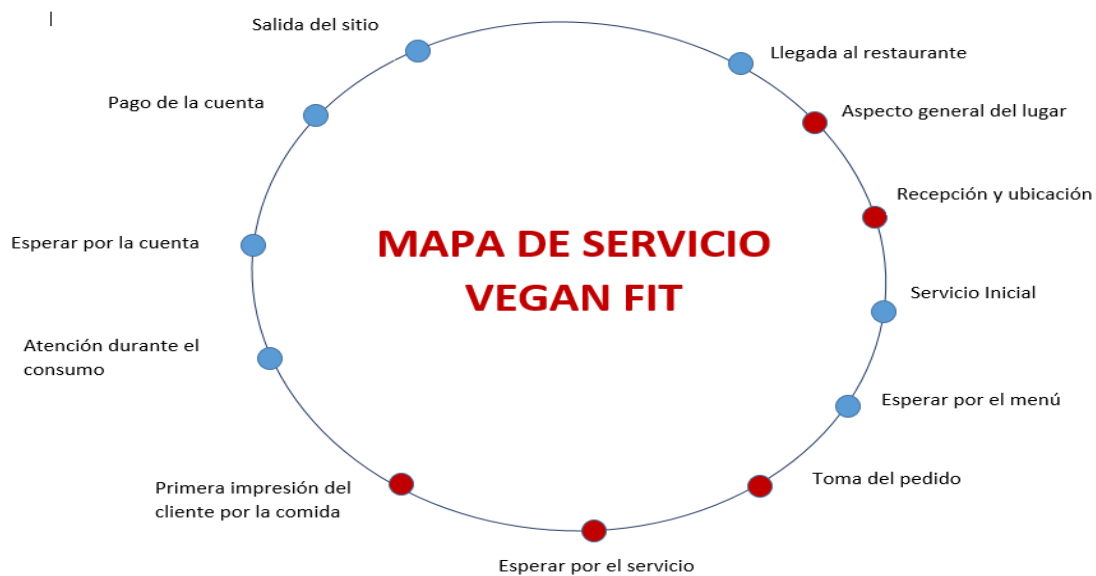 Salida del sitio
Llegada al restaurante
Pago de la cuenta
Aspecto general del lugar
Recepción y ubicación
MAPA DE SERVICIO
VEGAN FIT
Esperar por la cuenta
Servicio Inicial
Atención durante el
consumo
Esperar por el menú
Toma del pedido
Primera impresión del
cliente por la comida
Esperar por el servicio